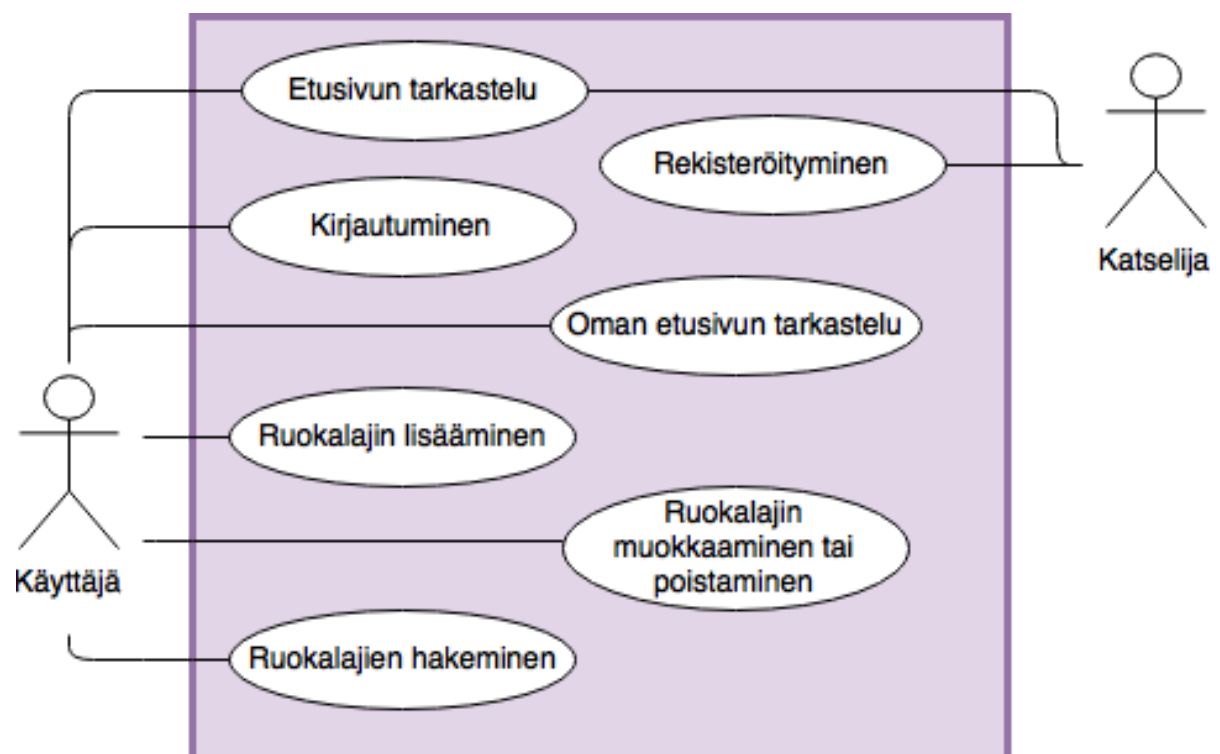 Etusivun tarkastelu
Rekisteröityminen
Kirjautuminen
Katselija
Oman etusivun tarkastelu
Ruokalajin lisääminen
Ruokalajin
muokkaaminen tai
poistaminen
Käyttäjä
Ruokalajien hakeminen